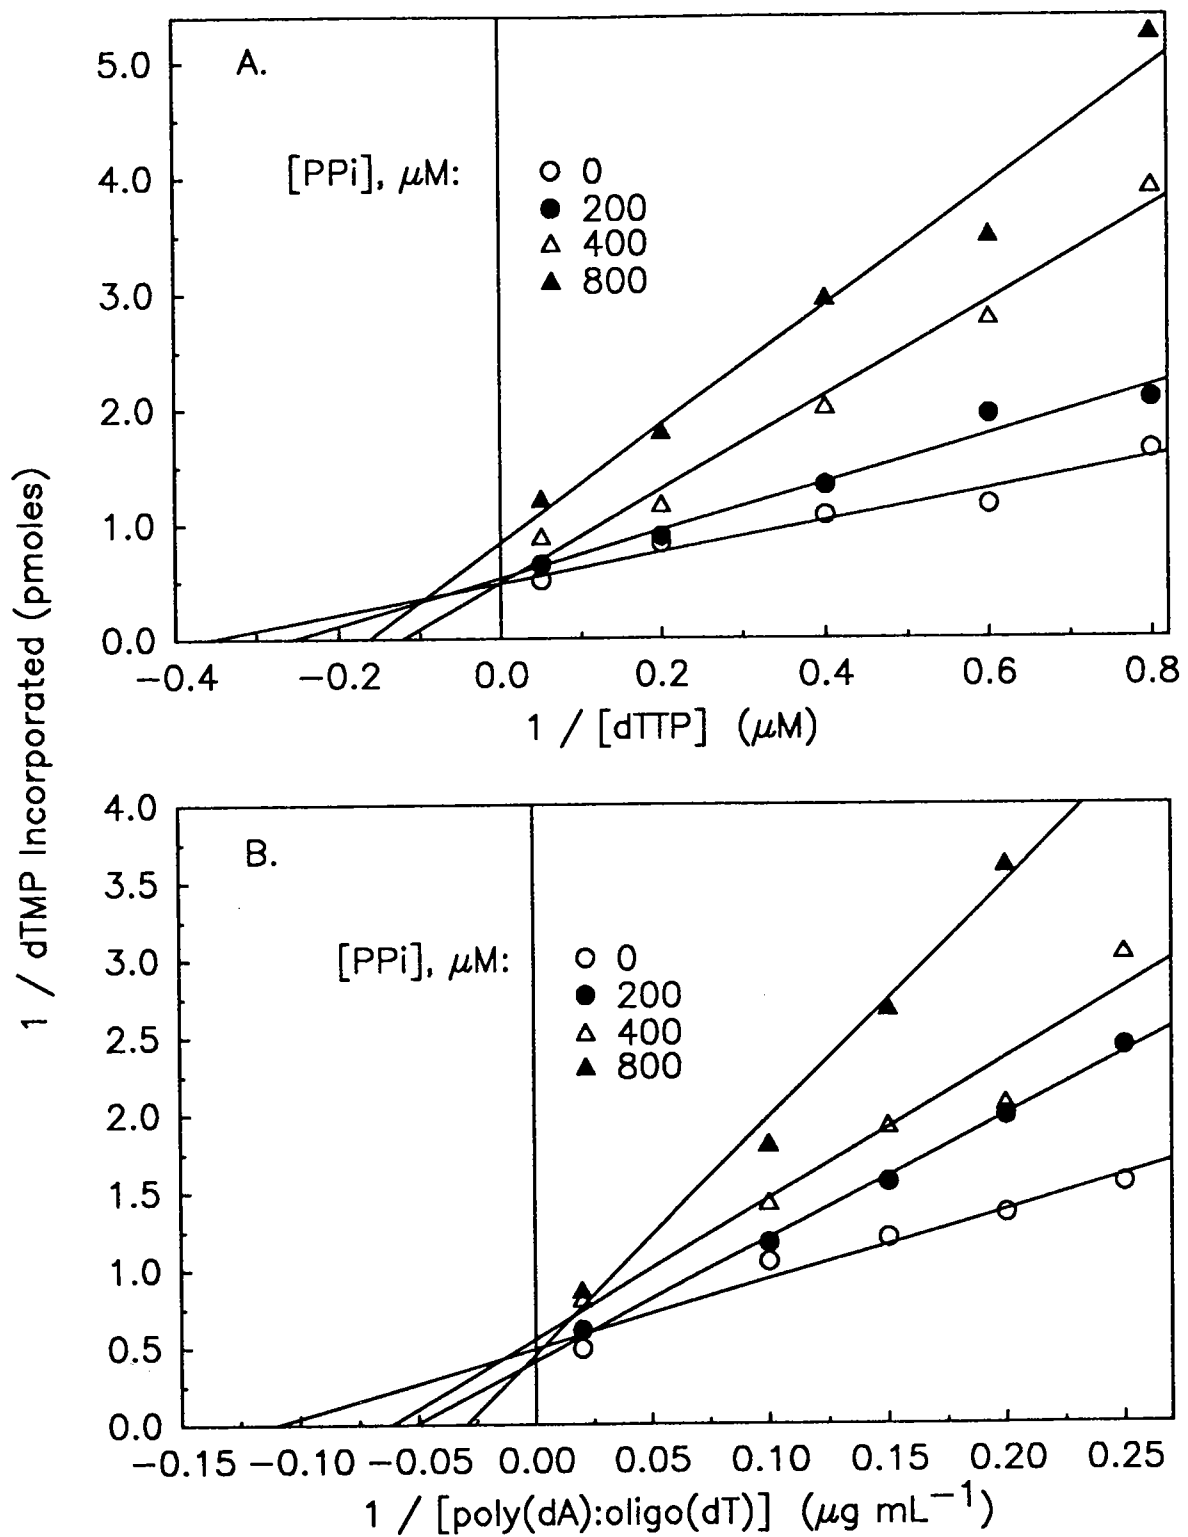 A.
5.0
4.0
3.0
2.0
1.0
0.0
[PPi], μM:
0
200
400
800
−0.4 −0.2 0.0 0.2 0.4 0.6 0.8
1 / [dTTP] (μM)
1 / dTMP Incorporated (pmoles)
B.
4.0
3.5
3.0
2.5
2.0
1.5
1.0
0.5
0.0
[PPi], μM:
0
200
400
800
−0.15 −0.10 −0.05 0.00 0.05 0.10 0.15 0.20 0.25
1 / [poly(dA):oligo(dT)] (μg mL⁻¹)